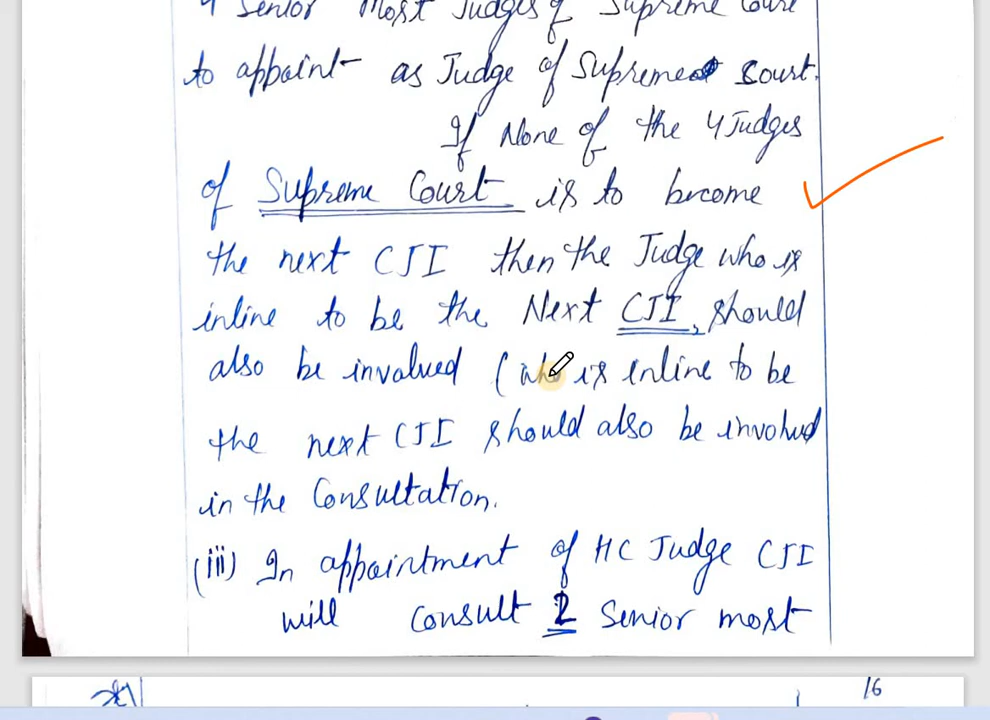 4 Senior Most Judges of Supreme Court
to appoint as Judge of Supreme Court.
If None of the 4 Judges
of Supreme Court is to become
the next CJI then the Judge who is
inline to be the Next CJI, should
also be involved (who is inline to be
the next CJI should also be involved
in the Consultation.
(iii) In appointment of HC Judge CJI
will consult 2 Senior most
16